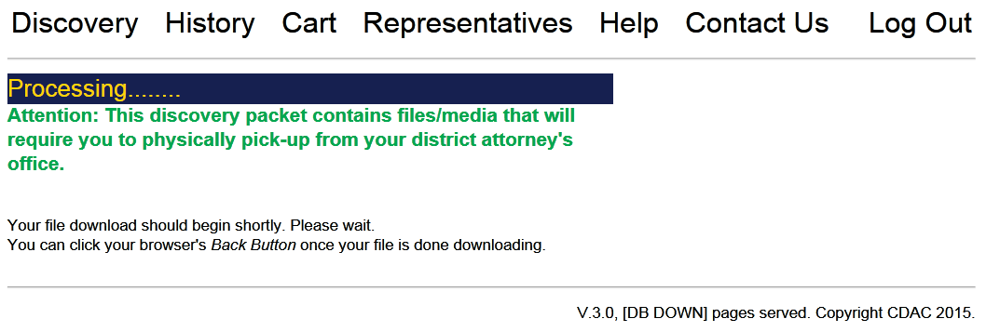 Discovery History Cart Representatives Help Contact Us Log Out
Processing........
Attention: This discovery packet contains files/media that will
require you to physically pick-up from your district attorney's
office.
Your file download should begin shortly. Please wait.
You can click your browser's Back Button once your file is done downloading.
V.3.0, [DB DOWN] pages served. Copyright CDAC 2015.